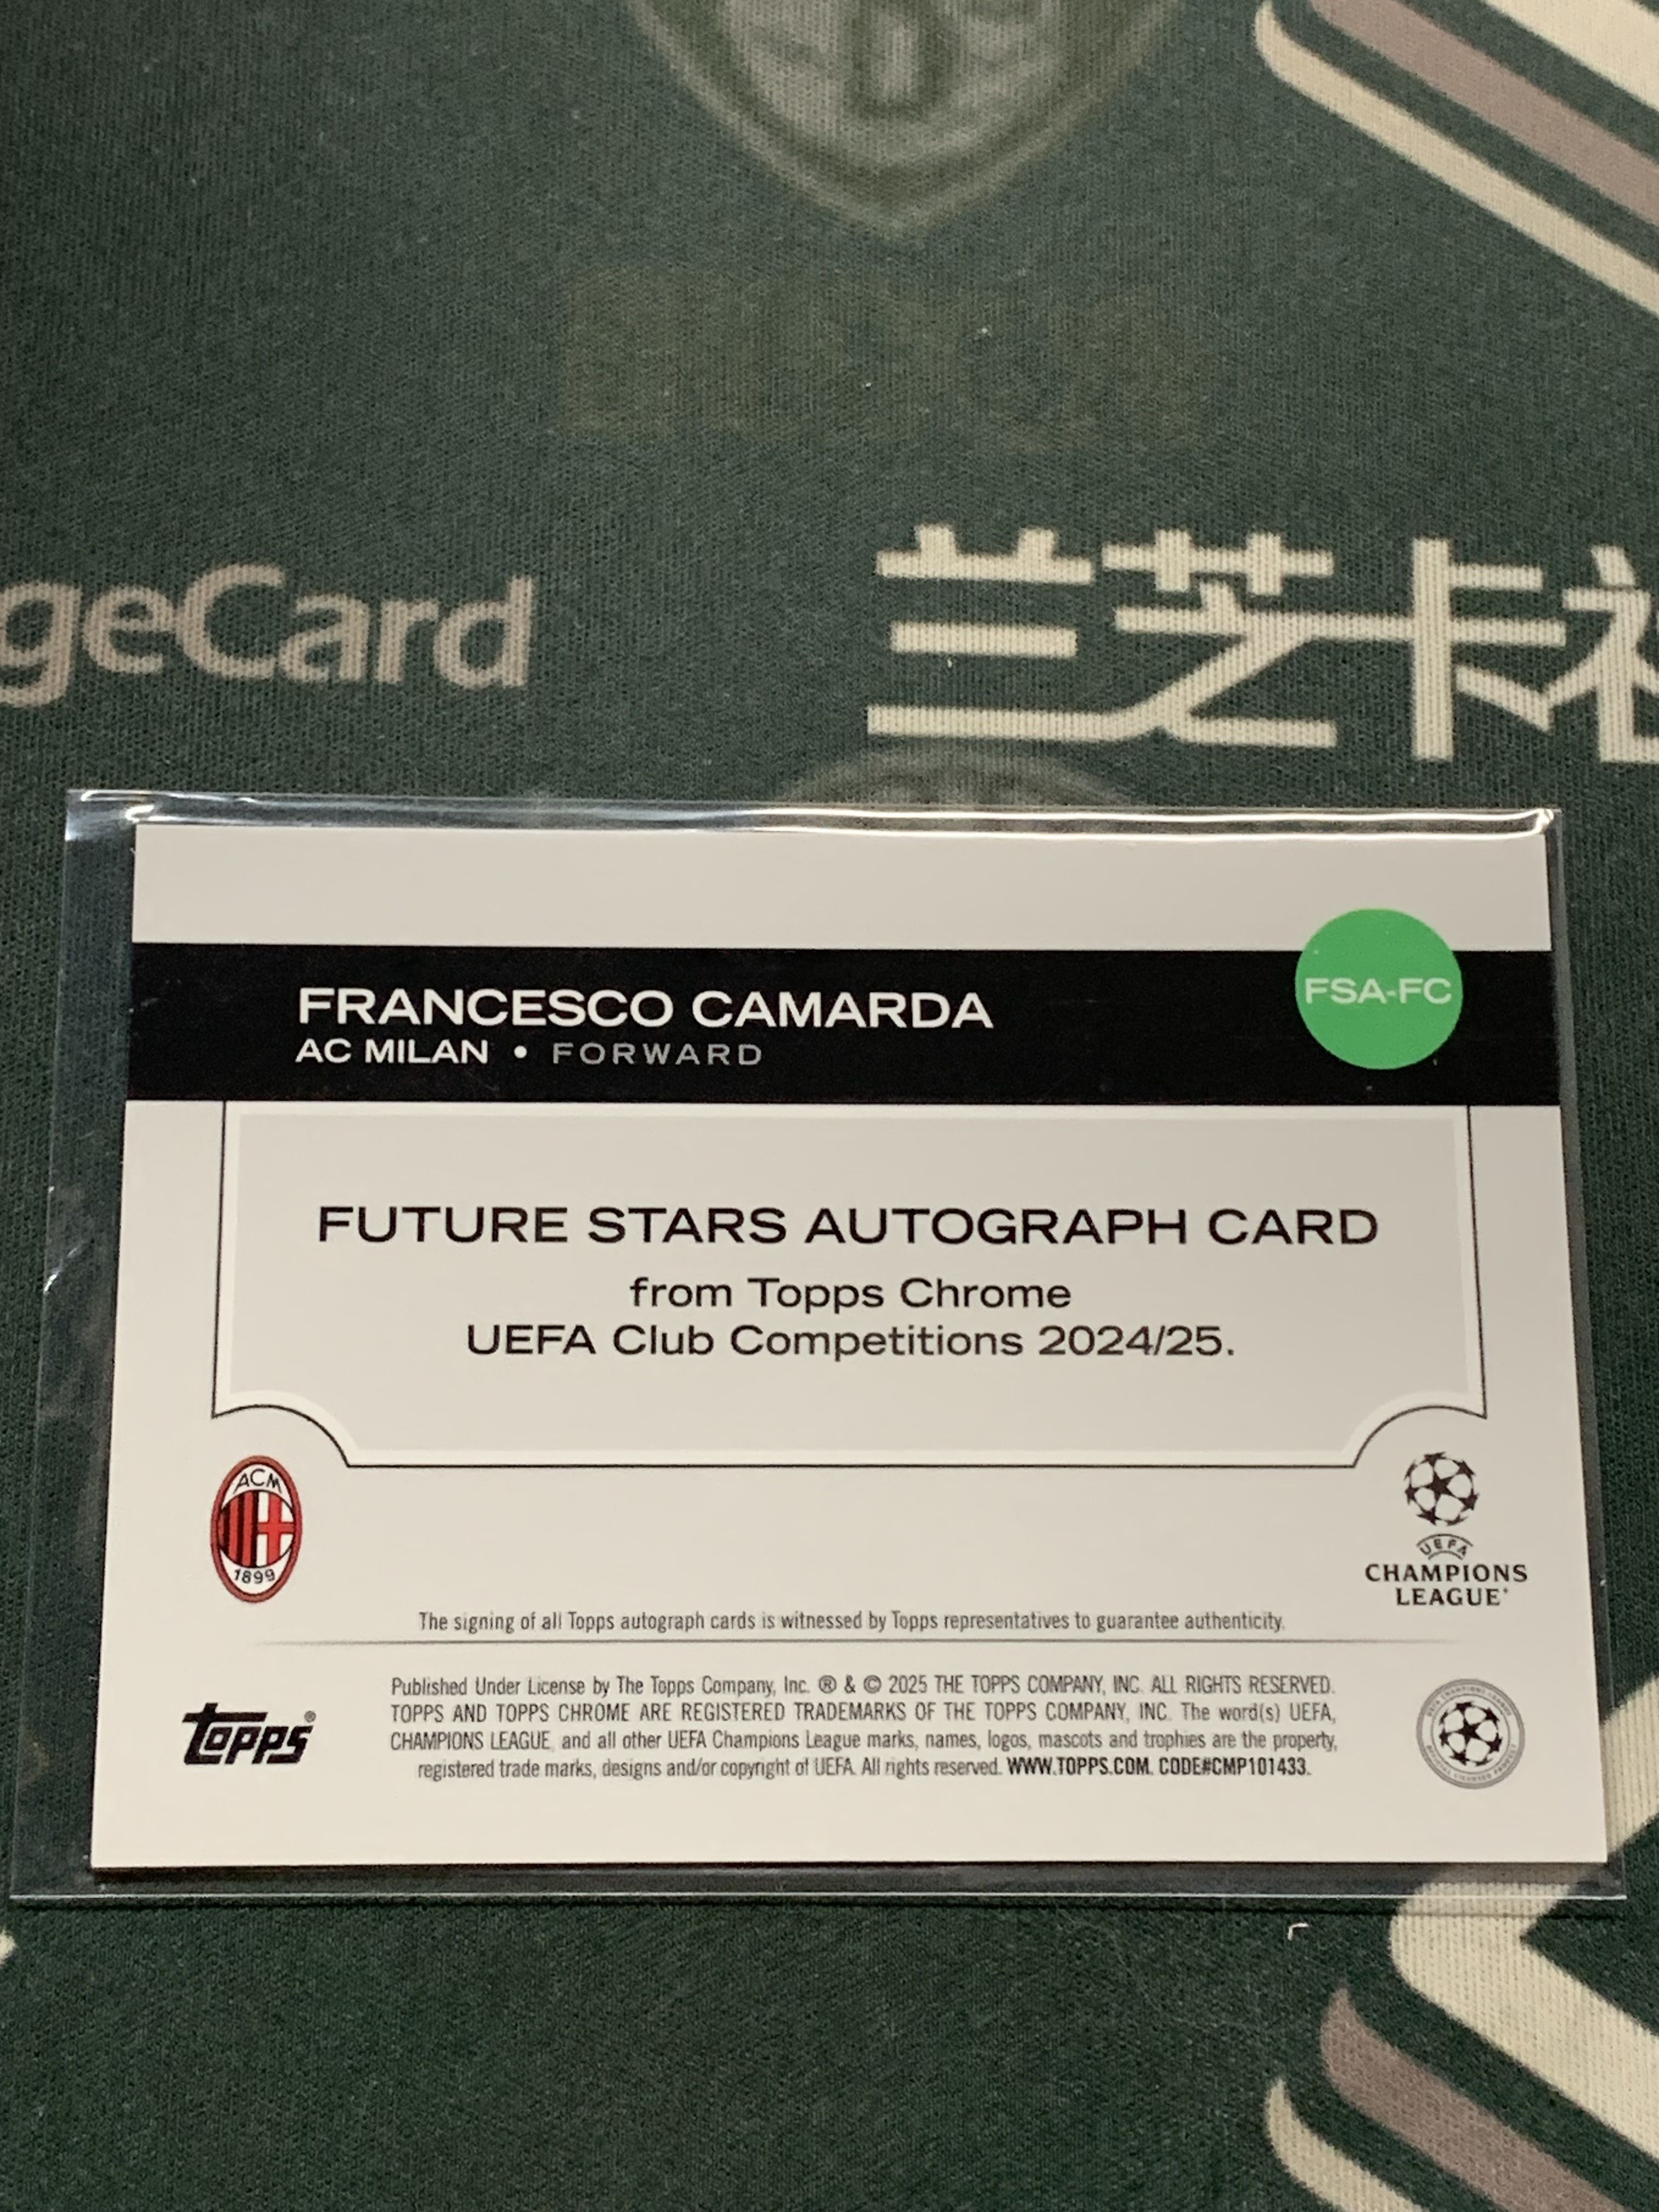 geCard
兰芝卡社
FRANCESCO CAMARDA
AC MILAN • FORWARD
FSA-FC
FUTURE STARS AUTOGRAPH CARD
from Topps Chrome
UEFA Club Competitions 2024/25.
ACM
1899
UEFA
CHAMPIONS
LEAGUE
The signing of all Topps autograph cards is witnessed by Topps representatives to guarantee authenticity.
topps®
Published Under License by The Topps Company, Inc. ® & © 2025 THE TOPPS COMPANY, INC. ALL RIGHTS RESERVED.
TOPPS AND TOPPS CHROME ARE REGISTERED TRADEMARKS OF THE TOPPS COMPANY, INC. The word(s) UEFA,
CHAMPIONS LEAGUE, and all other UEFA Champions League marks, names, logos, mascots and trophies are the property,
registered trade marks, designs and/or copyright of UEFA. All rights reserved. WWW.TOPPS.COM. CODE#CMP101433.